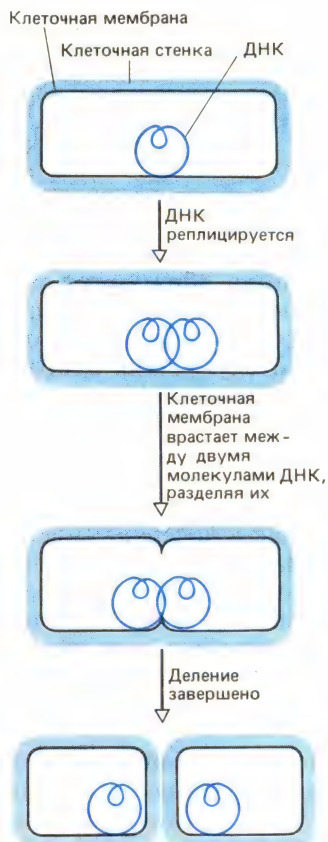 Клеточная мембрана
Клеточная стенка
ДНК
ДНК
реплицируется
Клеточная
мембрана
врастает меж-
ду двумя
молекулами ДНК,
разделяя их
Деление
завершено